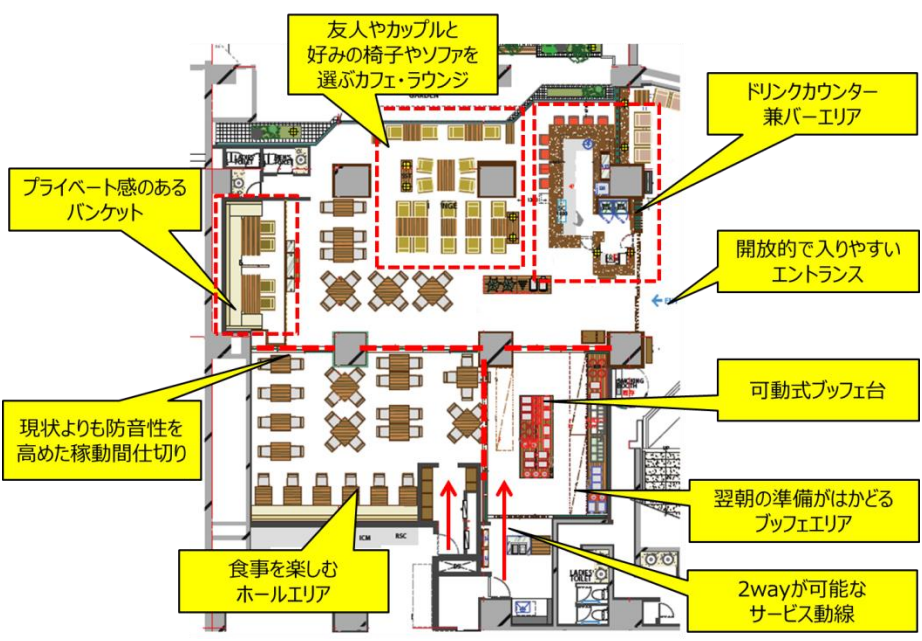 友人やカップルと
好みの椅子やソファを
選ぶカフェ・ラウンジ
ドリンクカウンター
兼バーエリア
プライベート感のある
バンケット
開放的で入りやすい
エントランス
可動式ブッフェ台
現状よりも防音性を
高めた稼動間仕切り
翌朝の準備がはかどる
ブッフェエリア
ICM
RSC
食事を楽しむ
ホールエリア
LADIES'
TOILET
2wayが可能な
サービス動線